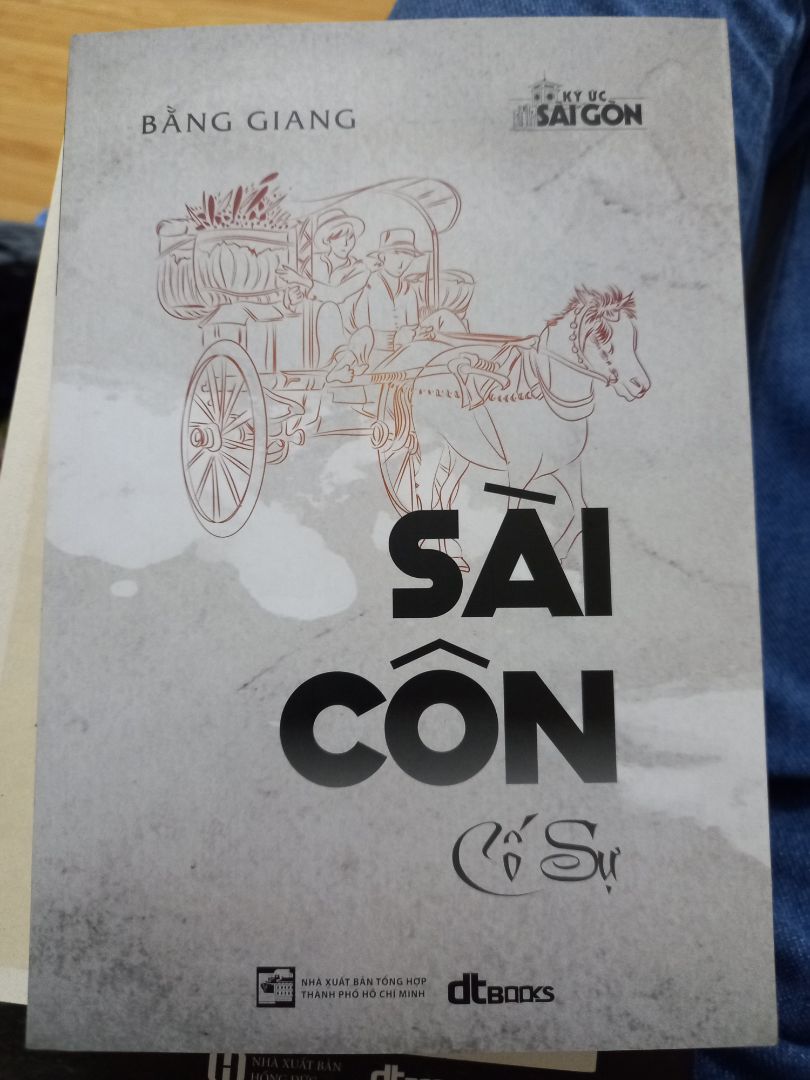 BẰNG GIANG
KÝ ỨC
SÀI GÒN
SÀI
CÔN
Cố Sự
NHÀ XUẤT BẢN TỔNG HỢP
THÀNH PHỐ HỒ CHÍ MINH
dtBOOKS
NHÀ XUẤT BẢN
HỒNG ĐỨC